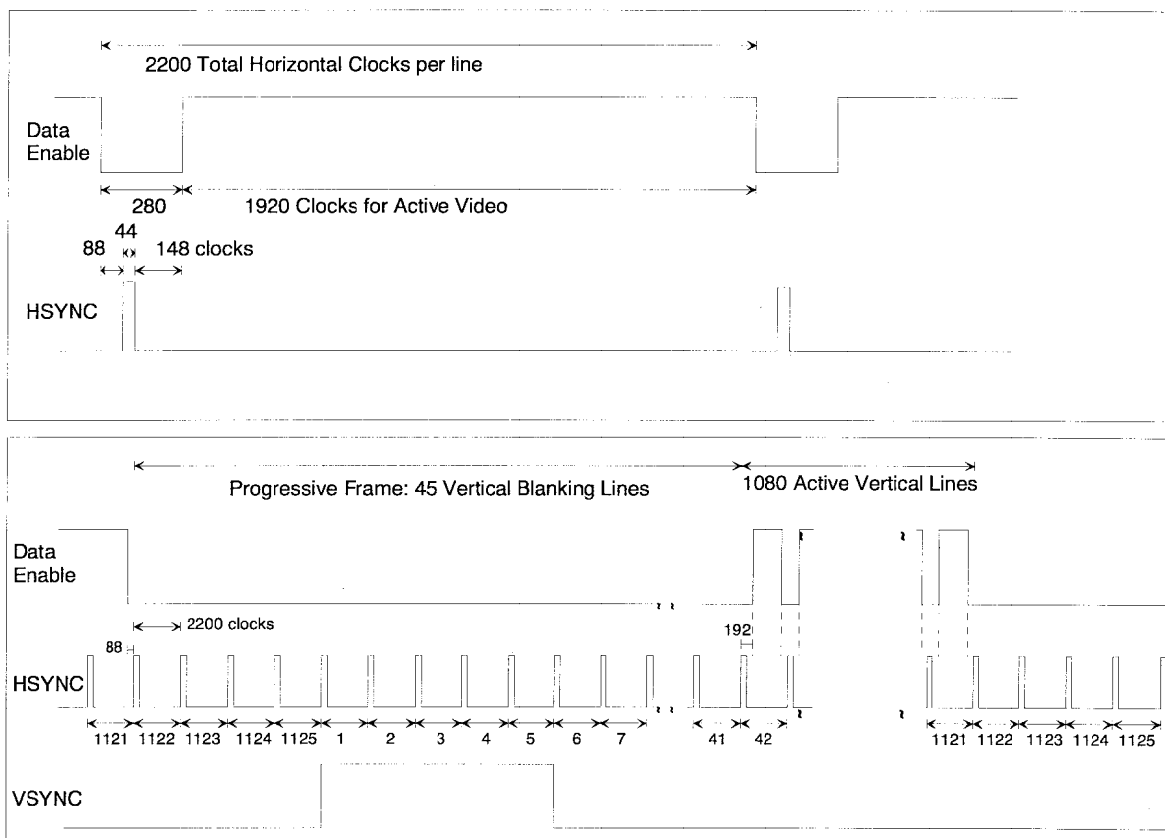 2200 Total Horizontal Clocks per line
Data
Enable
280
1920 Clocks for Active Video
44
88
148 clocks
HSYNC
Progressive Frame: 45 Vertical Blanking Lines
1080 Active Vertical Lines
Data
Enable
2200 clocks
88
192
HSYNC
1121 1122 1123 1124 1125 1 2 3 4 5 6 7 41 42 1121 1122 1123 1124 1125
VSYNC